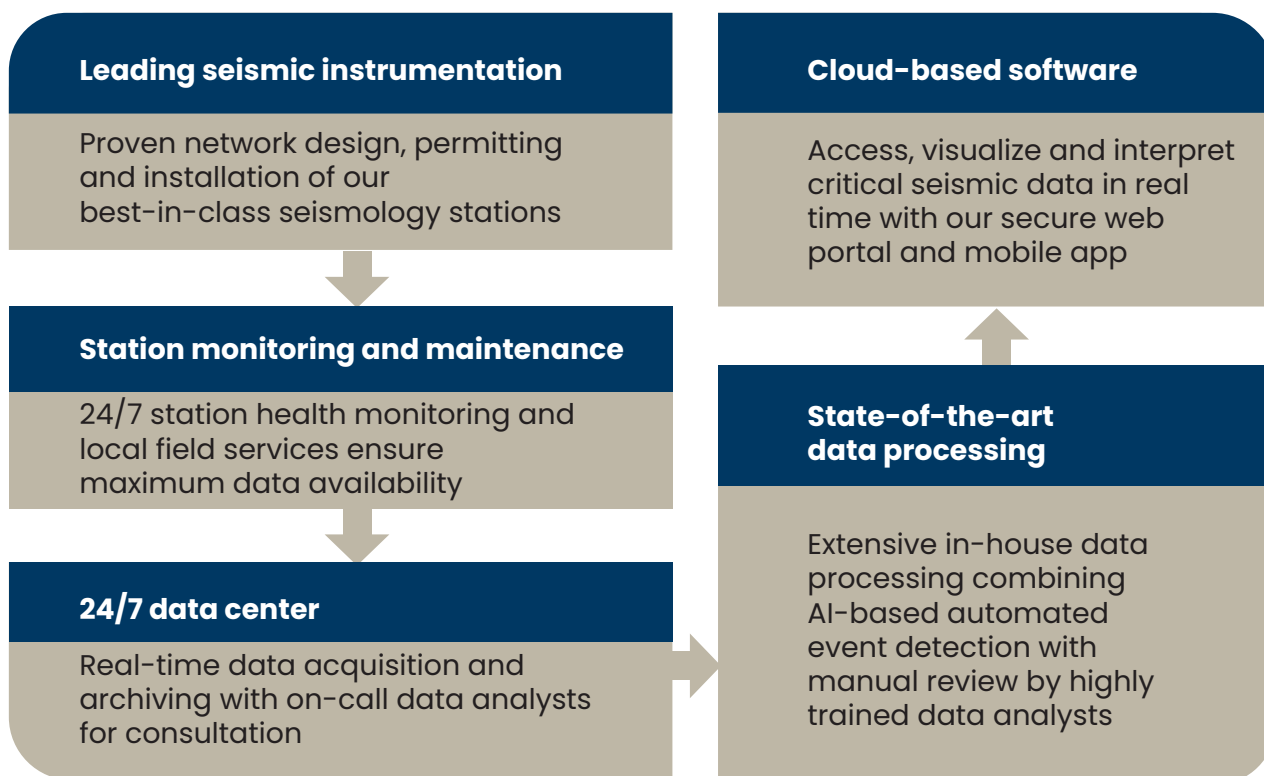 Leading seismic instrumentation
Proven network design, permitting
and installation of our
best-in-class seismology stations
Station monitoring and maintenance
24/7 station health monitoring and
local field services ensure
maximum data availability
24/7 data center
Real-time data acquisition and
archiving with on-call data analysts
for consultation
State-of-the-art
data processing
Extensive in-house data
processing combining
AI-based automated
event detection with
manual review by highly
trained data analysts
Cloud-based software
Access, visualize and interpret
critical seismic data in real
time with our secure web
portal and mobile app